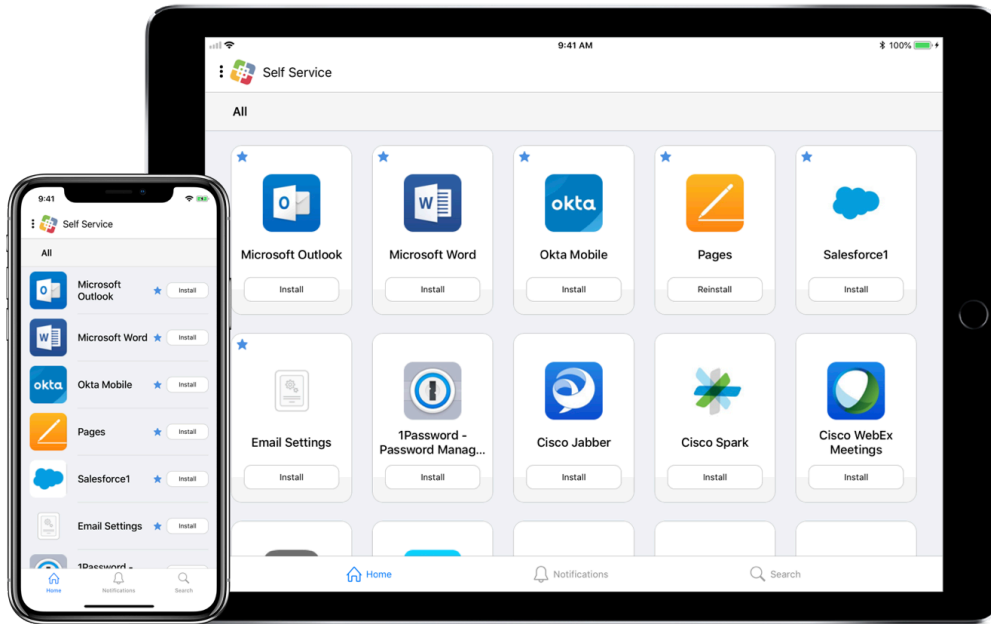 9:41 AM
100%
Self Service
All
Microsoft Outlook
Install
Microsoft Word
Install
okta
Okta Mobile
Install
Pages
Reinstall
Salesforce1
Install
Email Settings
Install
1Password -
Password Manag...
Install
Cisco Jabber
Install
Cisco Spark
Install
Cisco WebEx
Meetings
Install
Home
Notifications
Search
9:41
Self Service
All
Microsoft
Outlook
Install
Microsoft Word
Install
okta
Okta Mobile
Install
Pages
Install
Salesforce1
Install
Email Settings
Install
1Password -
Home
Notifications
Search